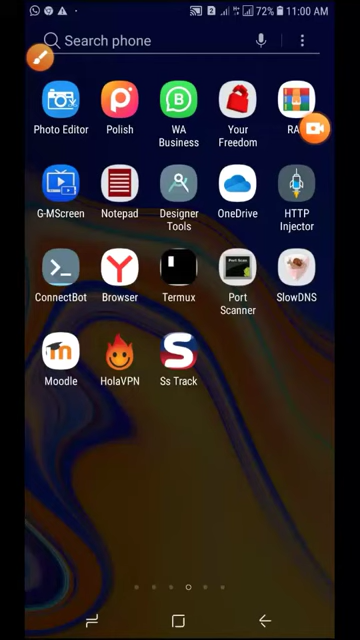 72% 11:00 AM
Search phone
Photo Editor
Polish
WA Business
Your Freedom
RA
G-MScreen
Notepad
Designer Tools
OneDrive
HTTP Injector
ConnectBot
Browser
Termux
Port Scanner
SlowDNS
Moodle
HolaVPN
Ss Track